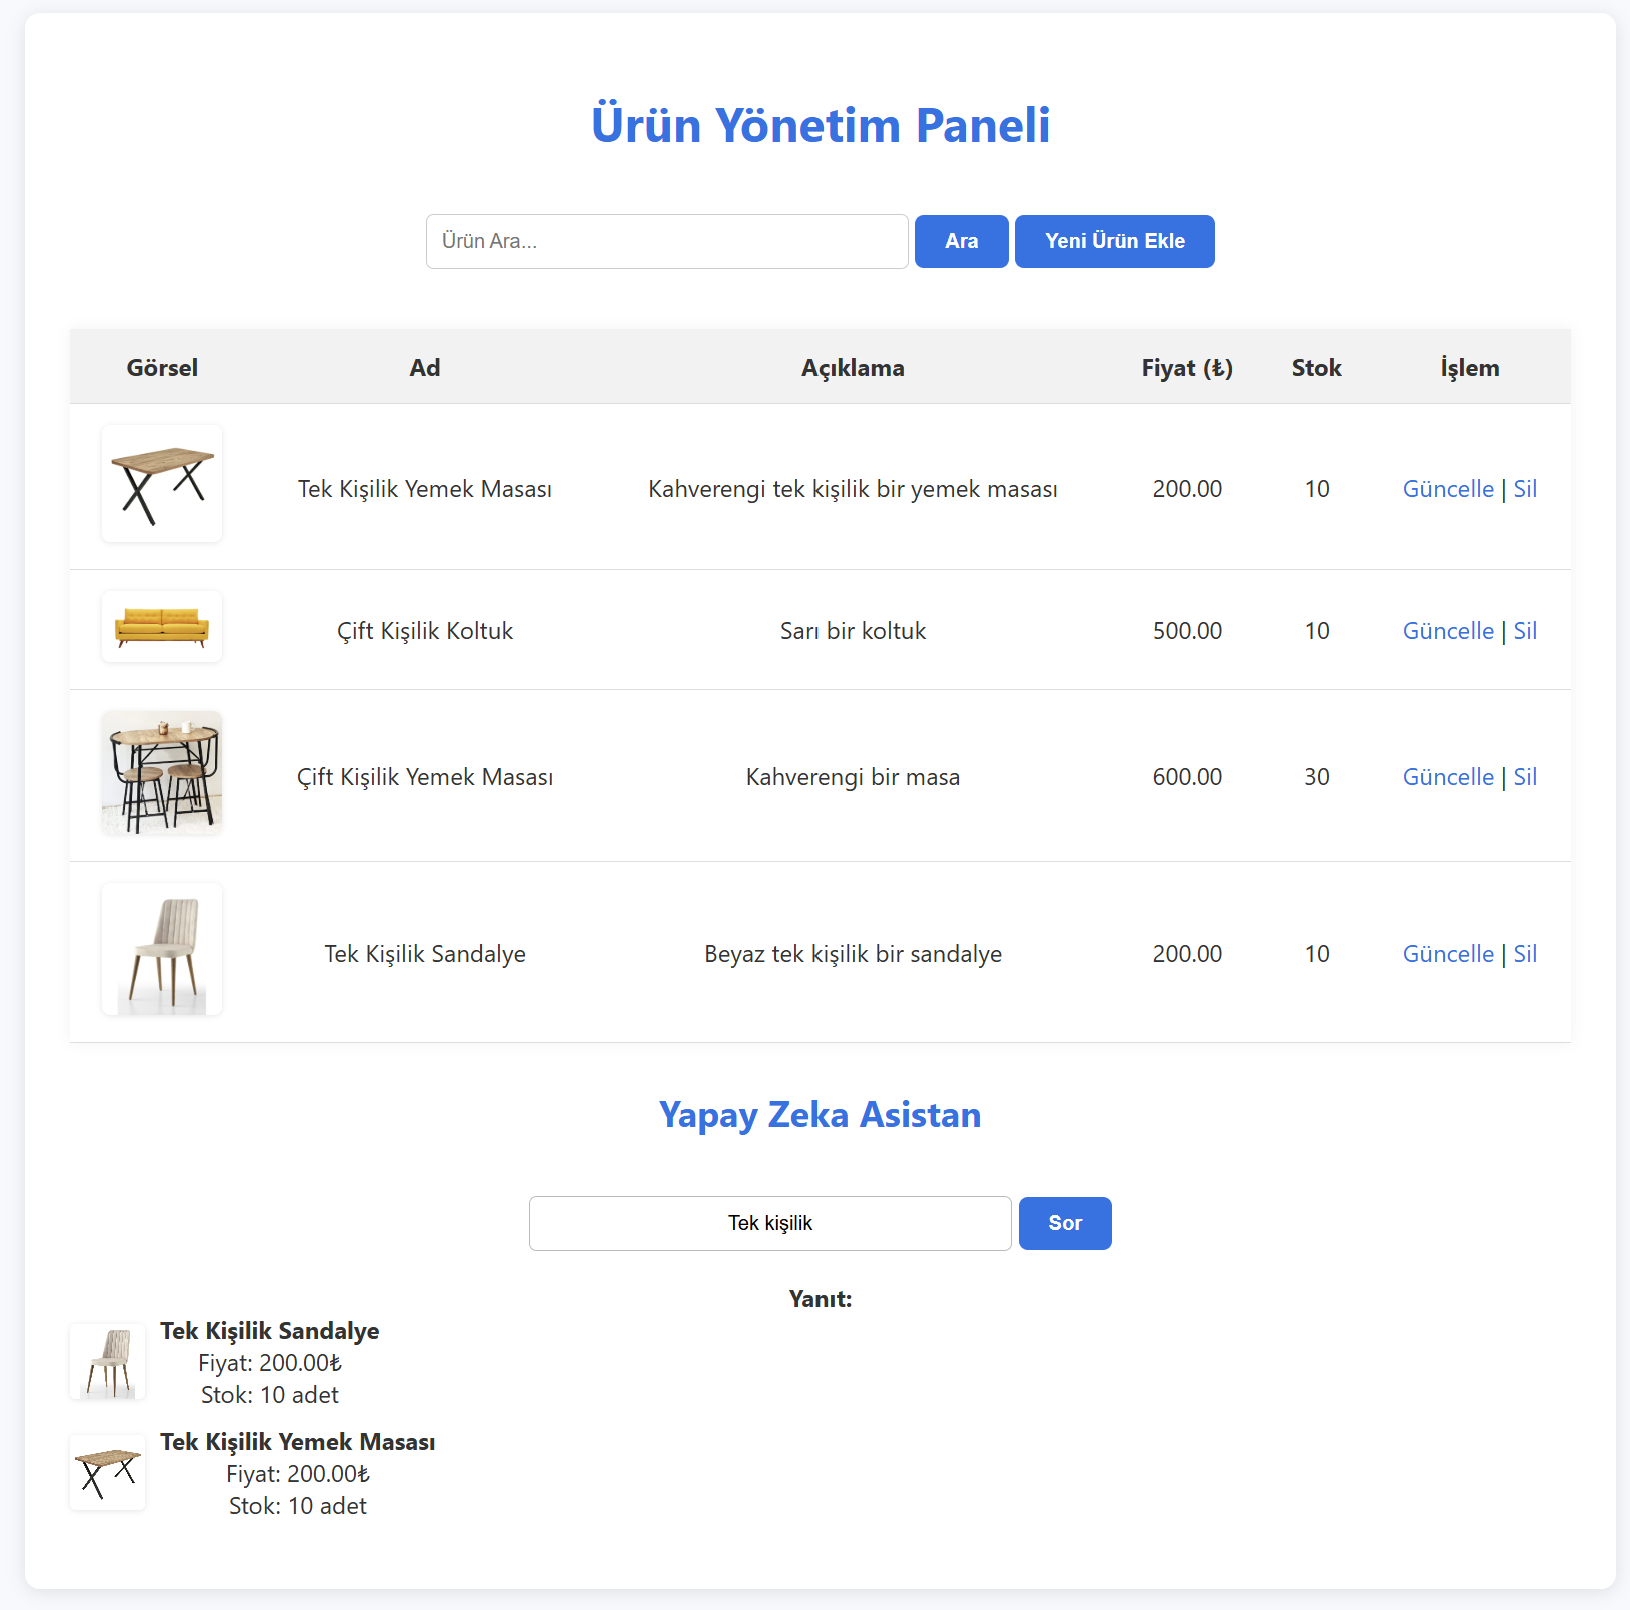 Ürün Yönetim Paneli
Ürün Ara...
Ara
Yeni Ürün Ekle
Görsel Ad Açıklama Fiyat (₺) Stok İşlem
Tek Kişilik Yemek Masası Kahverengi tek kişilik bir yemek masası 200.00 10 Güncelle | Sil
Çift Kişilik Koltuk Sarı bir koltuk 500.00 10 Güncelle | Sil
Çift Kişilik Yemek Masası Kahverengi bir masa 600.00 30 Güncelle | Sil
Tek Kişilik Sandalye Beyaz tek kişilik bir sandalye 200.00 10 Güncelle | Sil
Yapay Zeka Asistan
Tek kişilik
Sor
Yanıt:
Tek Kişilik Sandalye
Fiyat: 200.00₺
Stok: 10 adet
Tek Kişilik Yemek Masası
Fiyat: 200.00₺
Stok: 10 adet